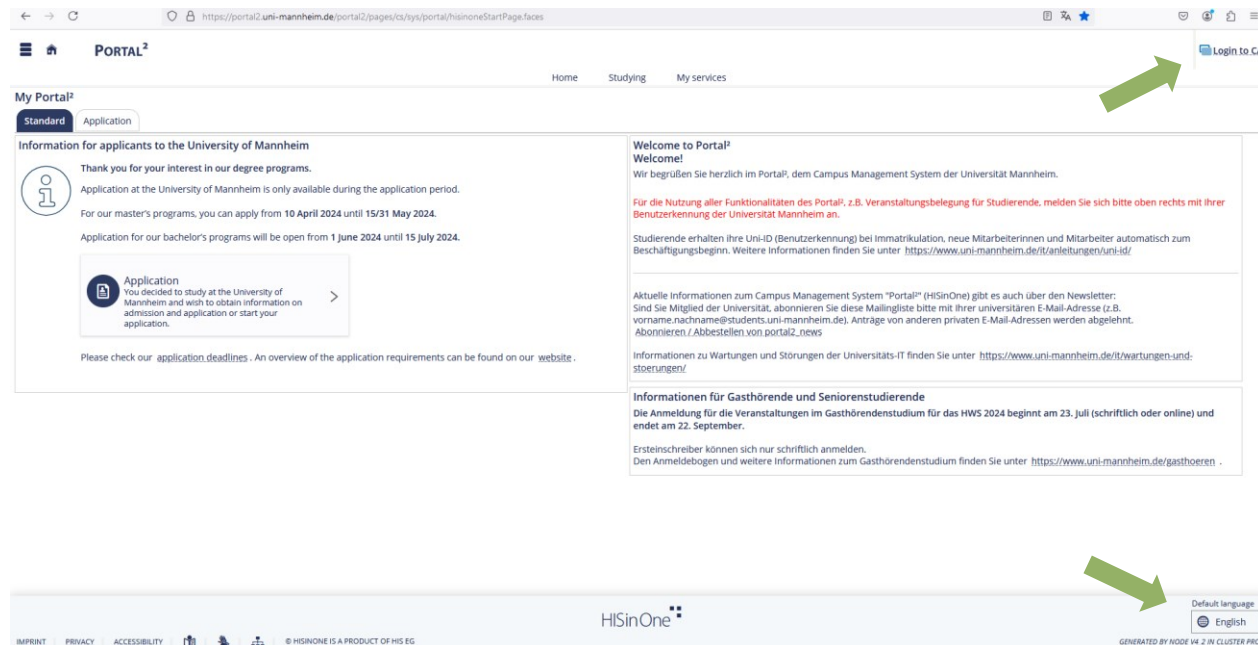 https://portal2.uni-mannheim.de/portal2/pages/cs/sys/portal/hisinoneStartPage.faces
PORTAL²
Login to CA
Home Studying My services
My Portal²
Standard Application
Information for applicants to the University of Mannheim
Thank you for your interest in our degree programs.
Application at the University of Mannheim is only available during the application period.
For our master's programs, you can apply from 10 April 2024 until 15/31 May 2024.
Application for our bachelor's programs will be open from 1 June 2024 until 15 July 2024.
Application
You decided to study at the University of
Mannheim and wish to obtain information on
admission and application or start your
application.
Please check our application deadlines . An overview of the application requirements can be found on our website .
Welcome to Portal²
Welcome!
Wir begrüßen Sie herzlich im Portal², dem Campus Management System der Universität Mannheim.
Für die Nutzung aller Funktionalitäten des Portal², z.B. Veranstaltungsbelegung für Studierende, melden Sie sich bitte oben rechts mit Ihrer
Benutzerkennung der Universität Mannheim an.
Studierende erhalten ihre Uni-ID (Benutzerkennung) bei Immatrikulation, neue Mitarbeiterinnen und Mitarbeiter automatisch zum
Beschäftigungsbeginn. Weitere Informationen finden Sie unter https://www.uni-mannheim.de/it/anleitungen/uni-id/
Aktuelle Informationen zum Campus Management System "Portal²" (HISinOne) gibt es auch über den Newsletter:
Sind Sie Mitglied der Universität, abonnieren Sie diese Mailingliste bitte mit Ihrer universitären E-Mail-Adresse (z.B.
vorname.nachname@students.uni-mannheim.de). Anträge von anderen privaten E-Mail-Adressen werden abgelehnt.
Abonnieren / Abbestellen von portal2_news
Informationen zu Wartungen und Störungen der Universitäts-IT finden Sie unter https://www.uni-mannheim.de/it/wartungen-und-
stoerungen/
Informationen für Gasthörende und Seniorenstudierende
Die Anmeldung für die Veranstaltungen im Gasthörendenstudium für das HWS 2024 beginnt am 23. Juli (schriftlich oder online) und
endet am 22. September.
Ersteinschreiber können sich nur schriftlich anmelden.
Den Anmeldebogen und weitere Informationen zum Gasthörendenstudium finden Sie unter https://www.uni-mannheim.de/gasthoeren .
HISinOne
Default language
English
IMPRINT PRIVACY ACCESSIBILITY © HISINONE IS A PRODUCT OF HIS EG
GENERATED BY NODE V4_2 IN CLUSTER PRO